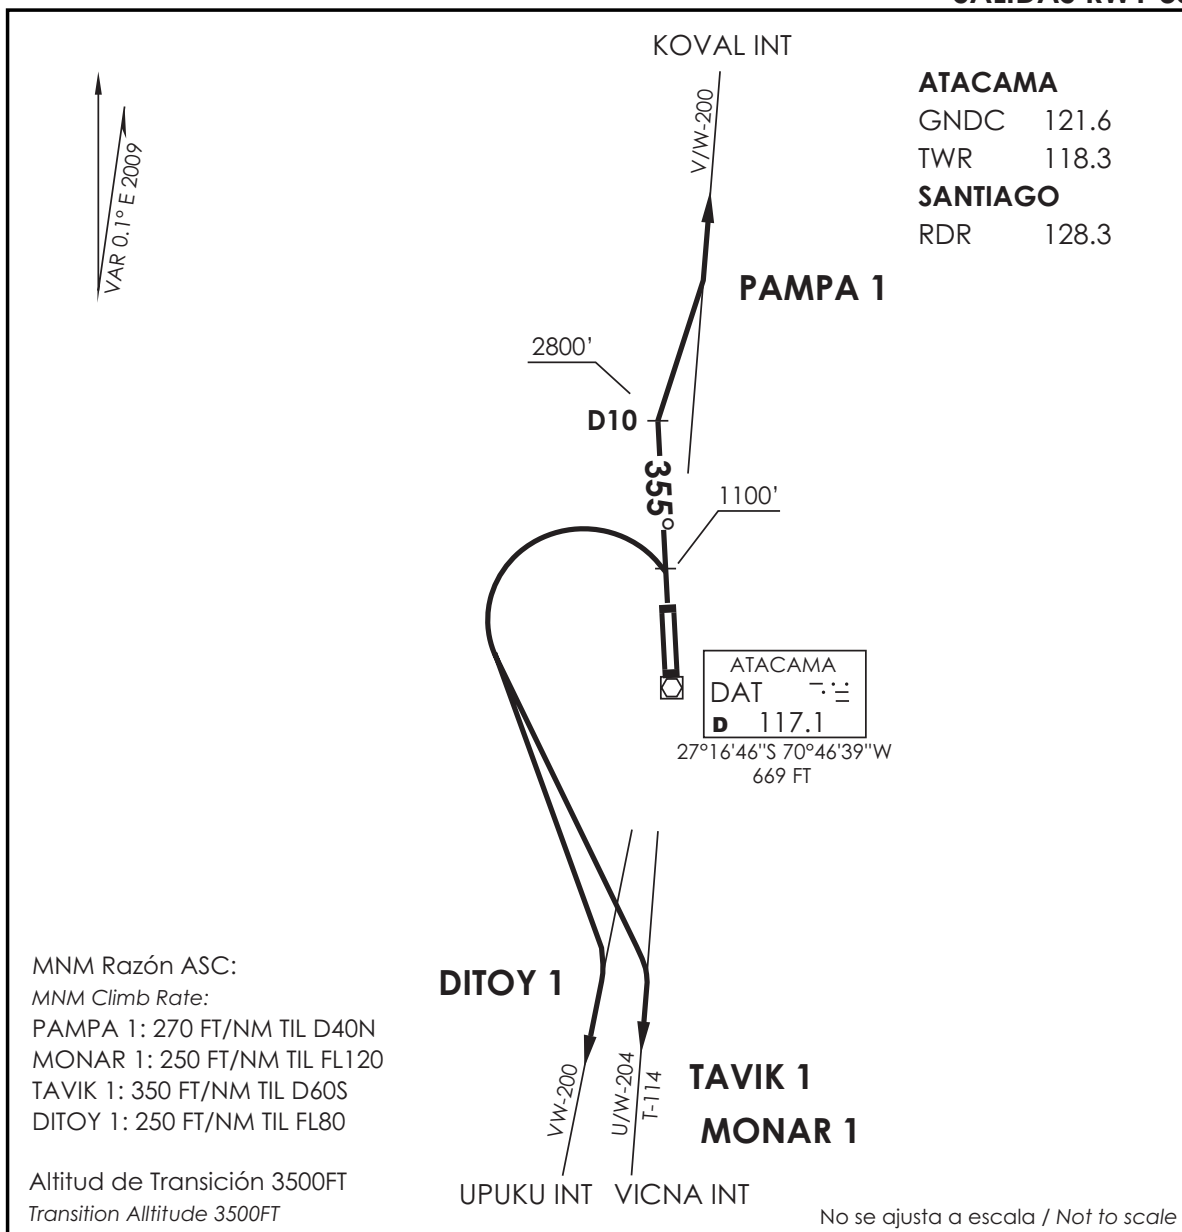 KOVAL INT
ATACAMA
GNDC 121.6
TWR 118.3
SANTIAGO
RDR 128.3
V/W-200
VAR 0.1° E 2009
PAMPA 1
2800'
D10
355°
1100'
ATACAMA
DAT
D 117.1
27°16'46"S 70°46'39"W
669 FT
DITOY 1
MNM Razón ASC:
MNM Climb Rate:
PAMPA 1: 270 FT/NM TIL D40N
MONAR 1: 250 FT/NM TIL FL120
TAVIK 1: 350 FT/NM TIL D60S
DITOY 1: 250 FT/NM TIL FL80
VW-200
U/W-204
T-114
TAVIK 1
MONAR 1
Altitud de Transición 3500FT
Transition Alltitude 3500FT
UPUKU INT VICNA INT
No se ajusta a escala / Not to scale